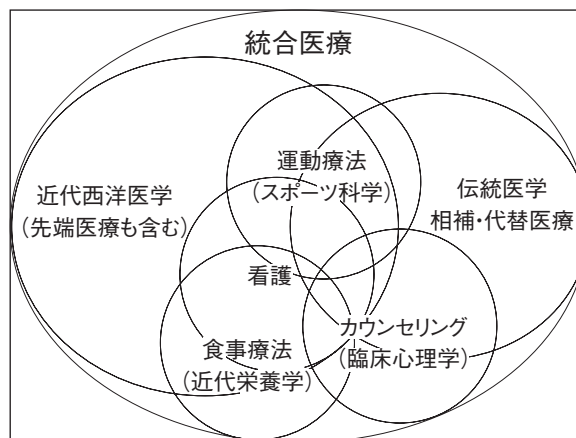 統合医療
運動療法
（スポーツ科学）
近代西洋医学
（先端医療も含む）
伝統医学
相補・代替医療
看護
カウンセリング
（臨床心理学）
食事療法
（近代栄養学）